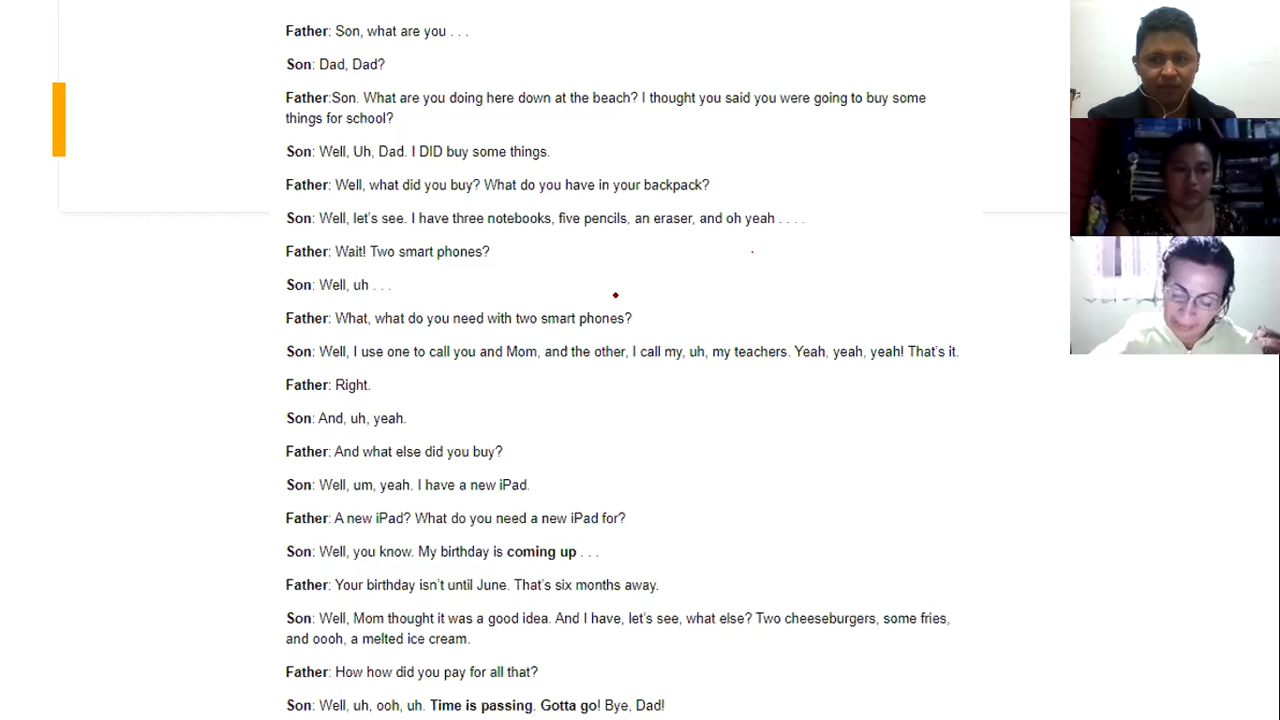 Father: Son, what are you . . .
Son: Dad, Dad?
Father:Son. What are you doing here down at the beach? I thought you said you were going to buy some
things for school?
Son: Well, Uh, Dad. I DID buy some things.
Father: Well, what did you buy? What do you have in your backpack?
Son: Well, let's see. I have three notebooks, five pencils, an eraser, and oh yeah . . . .
Father: Wait! Two smart phones?
Son: Well, uh . . .
Father: What, what do you need with two smart phones?
Son: Well, I use one to call you and Mom, and the other, I call my, uh, my teachers. Yeah, yeah, yeah! That's it.
Father: Right.
Son: And, uh, yeah.
Father: And what else did you buy?
Son: Well, um, yeah. I have a new iPad.
Father: A new iPad? What do you need a new iPad for?
Son: Well, you know. My birthday is coming up . . .
Father: Your birthday isn't until June. That's six months away.
Son: Well, Mom thought it was a good idea. And I have, let's see, what else? Two cheeseburgers, some fries,
and oooh, a melted ice cream.
Father: How how did you pay for all that?
Son: Well, uh, ooh, uh. Time is passing. Gotta go! Bye, Dad!